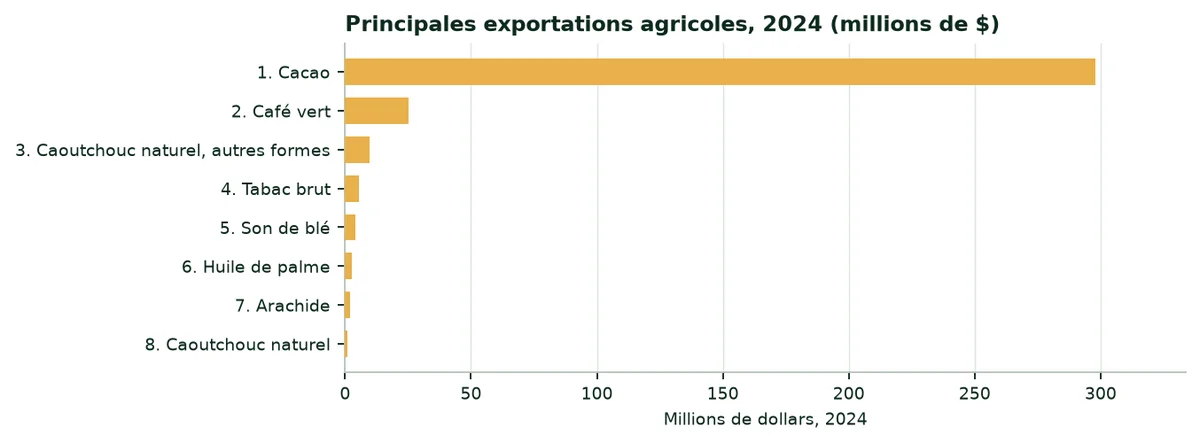 Principales exportations agricoles, 2024 (millions de $)
1. Cacao
2. Café vert
3. Caoutchouc naturel, autres formes
4. Tabac brut
5. Son de blé
6. Huile de palme
7. Arachide
8. Caoutchouc naturel
0 50 100 150 200 250 300
Millions de dollars, 2024